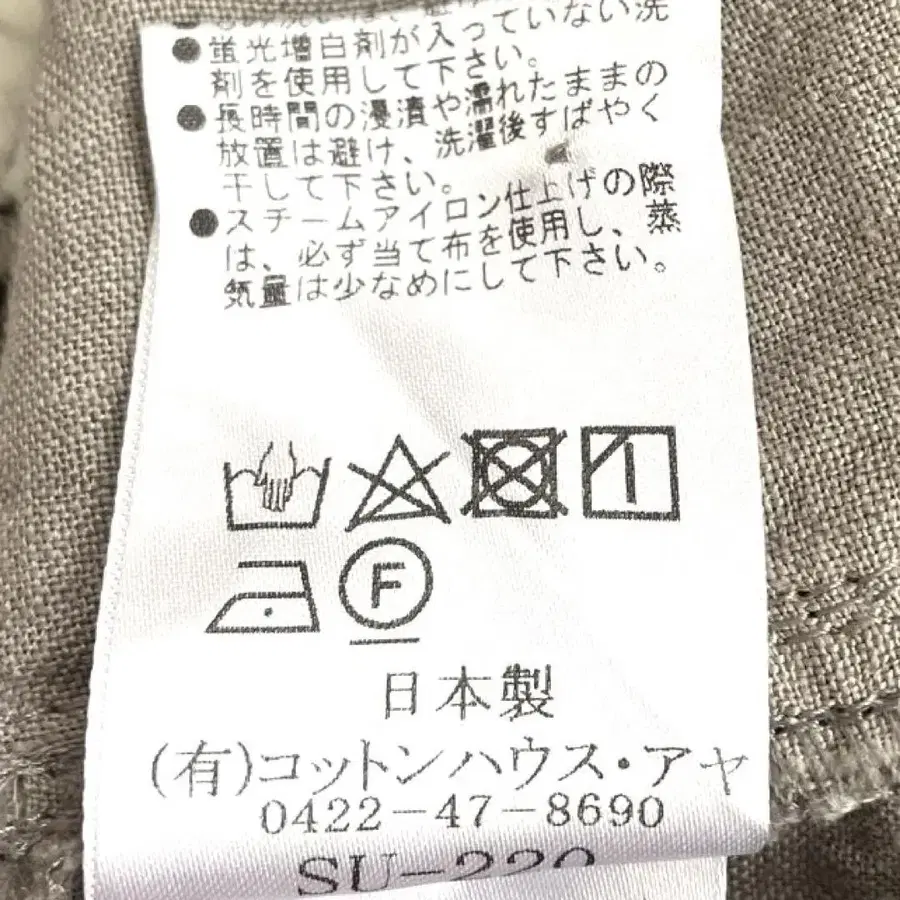 ●蛍光増白剤が入っていない洗
剤を使用して下さい。
●長時間の浸漬や濡れたままの
放置は避け、洗濯後すばやく
干して下さい。
●スチームアイロン仕上げの際
は、必ず当て布を使用し、蒸
気量は少なめにして下さい。
F
日本製
(有)コットンハウス・アヤ
0422-47-8690
SU-220